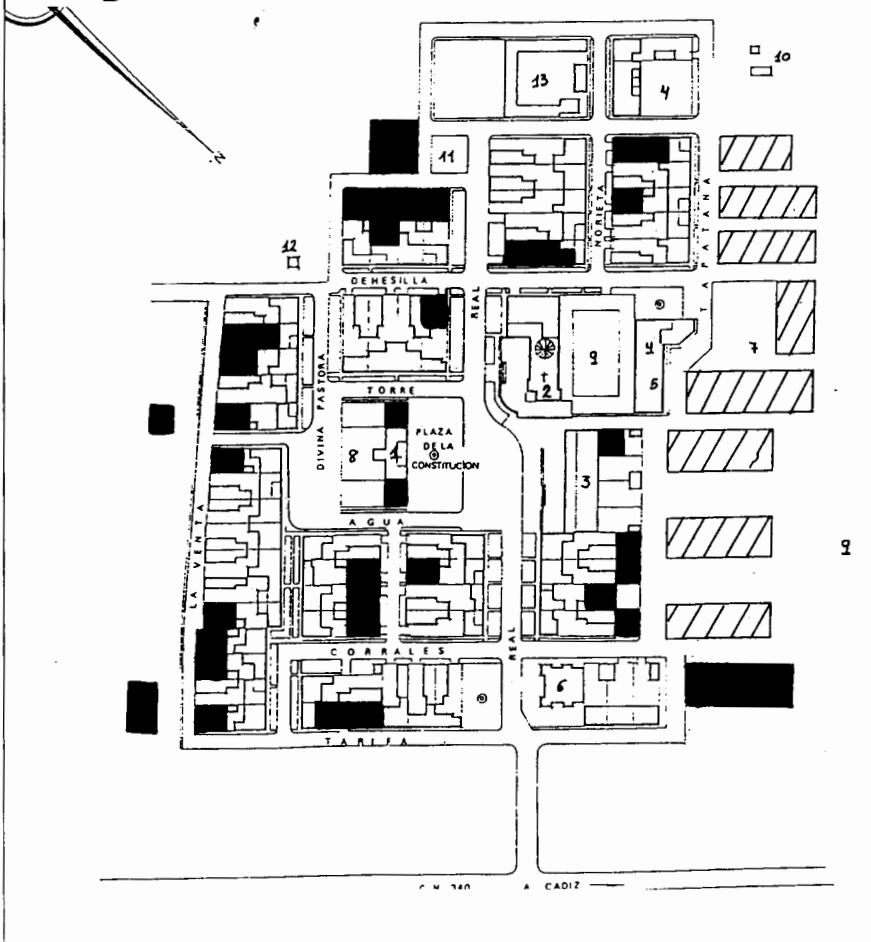 N
10
13
4
11
NORIETA
TAPATANA
12
DEHESILLA
REAL
9
4
7
2
5
DIVINA PASTORA
TORRE
PLAZA
DE LA
CONSTITUCION
8
1
3
AGUA
LA VENTA
9
CORRALES
REAL
6
TARIFA
A CADIZ